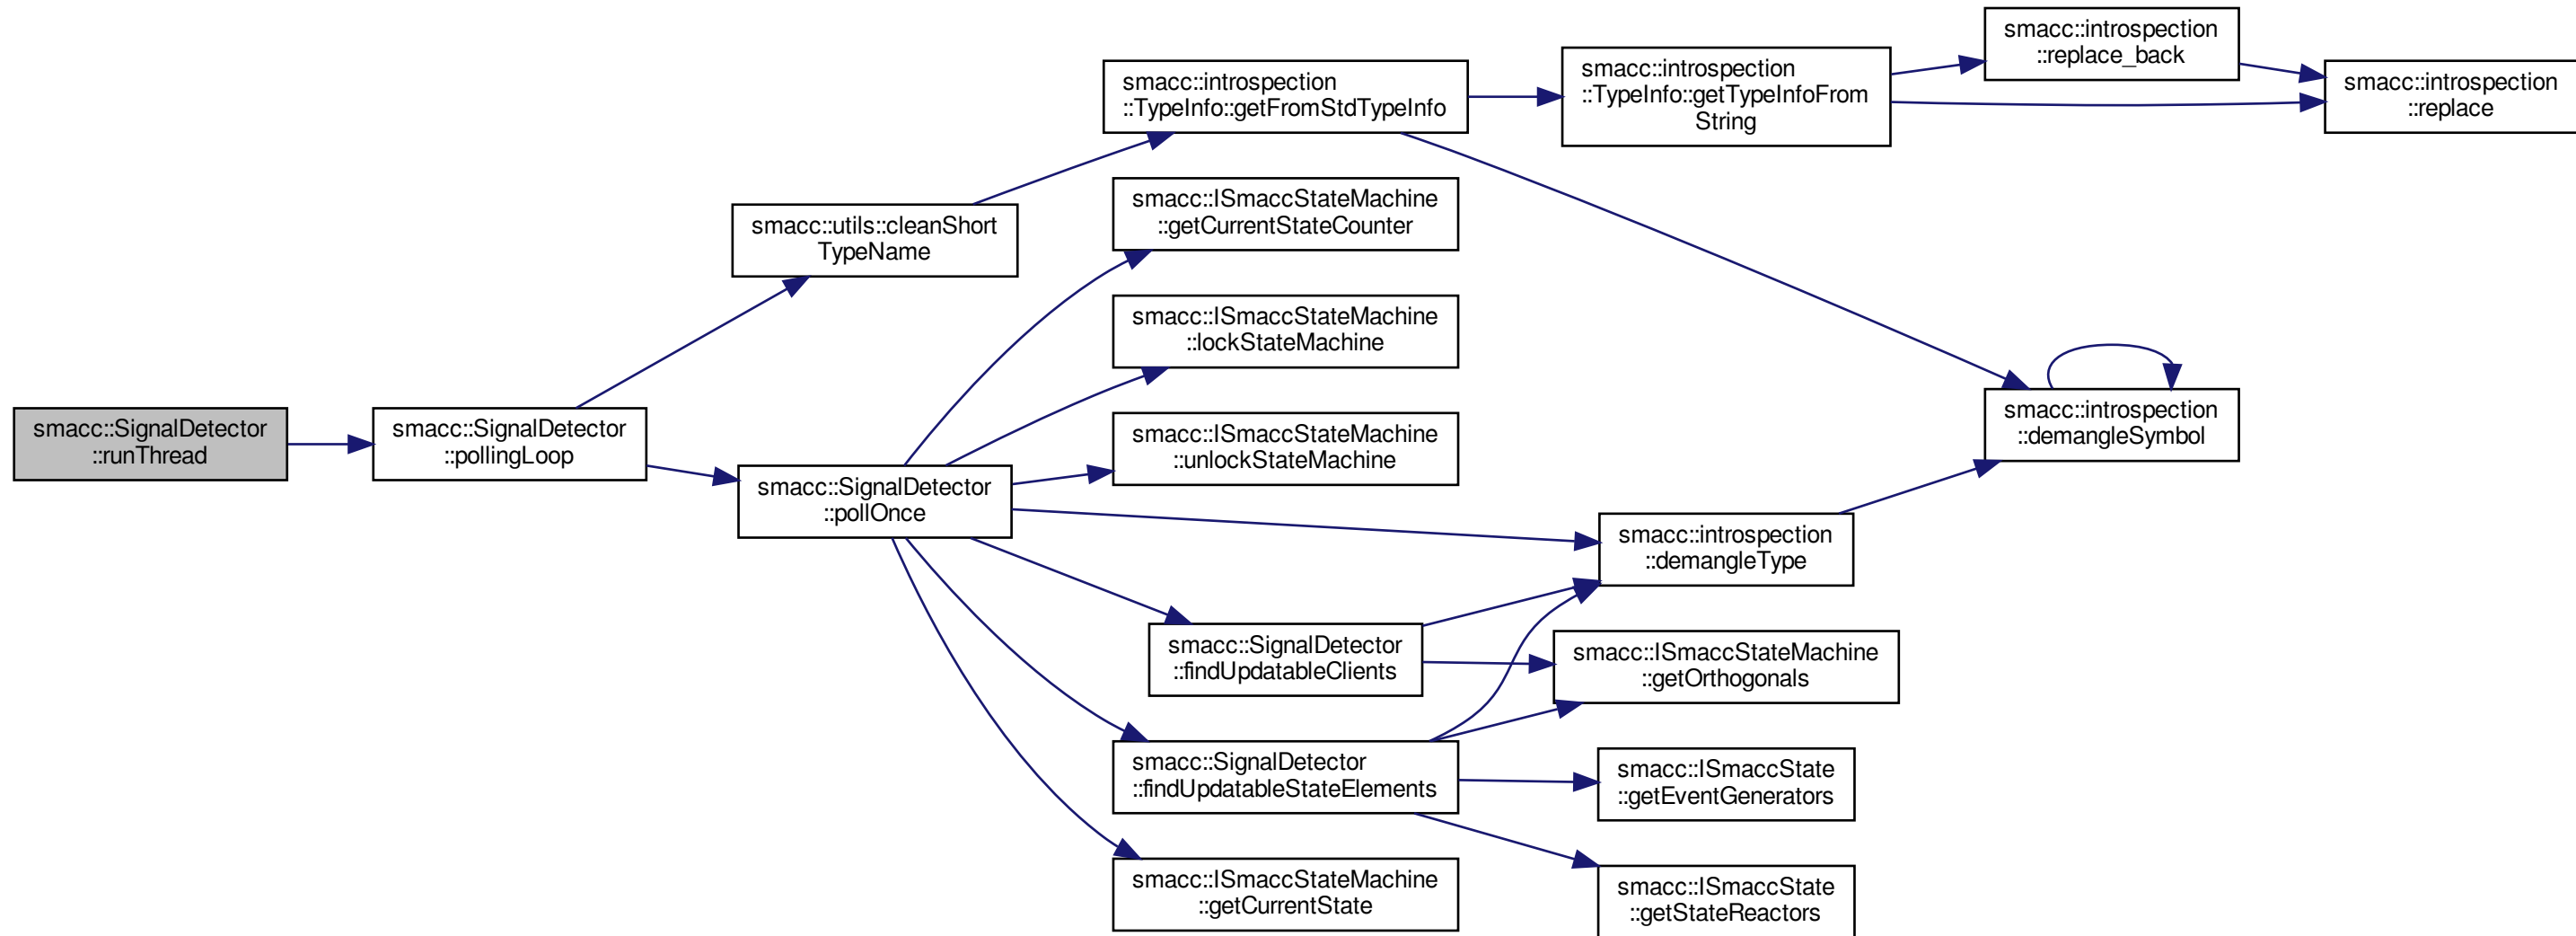 smacc::SignalDetector
::runThread
smacc::SignalDetector
::pollingLoop
smacc::utils::cleanShort
TypeName
smacc::SignalDetector
::pollOnce
smacc::introspection
::TypeInfo::getFromStdTypeInfo
smacc::ISmaccStateMachine
::getCurrentStateCounter
smacc::ISmaccStateMachine
::lockStateMachine
smacc::ISmaccStateMachine
::unlockStateMachine
smacc::SignalDetector
::findUpdatableClients
smacc::SignalDetector
::findUpdatableStateElements
smacc::ISmaccStateMachine
::getCurrentState
smacc::introspection
::TypeInfo::getTypeInfoFrom
String
smacc::introspection
::demangleType
smacc::ISmaccStateMachine
::getOrthogonals
smacc::ISmaccState
::getEventGenerators
smacc::ISmaccState
::getStateReactors
smacc::introspection
::replace_back
smacc::introspection
::demangleSymbol
smacc::introspection
::replace